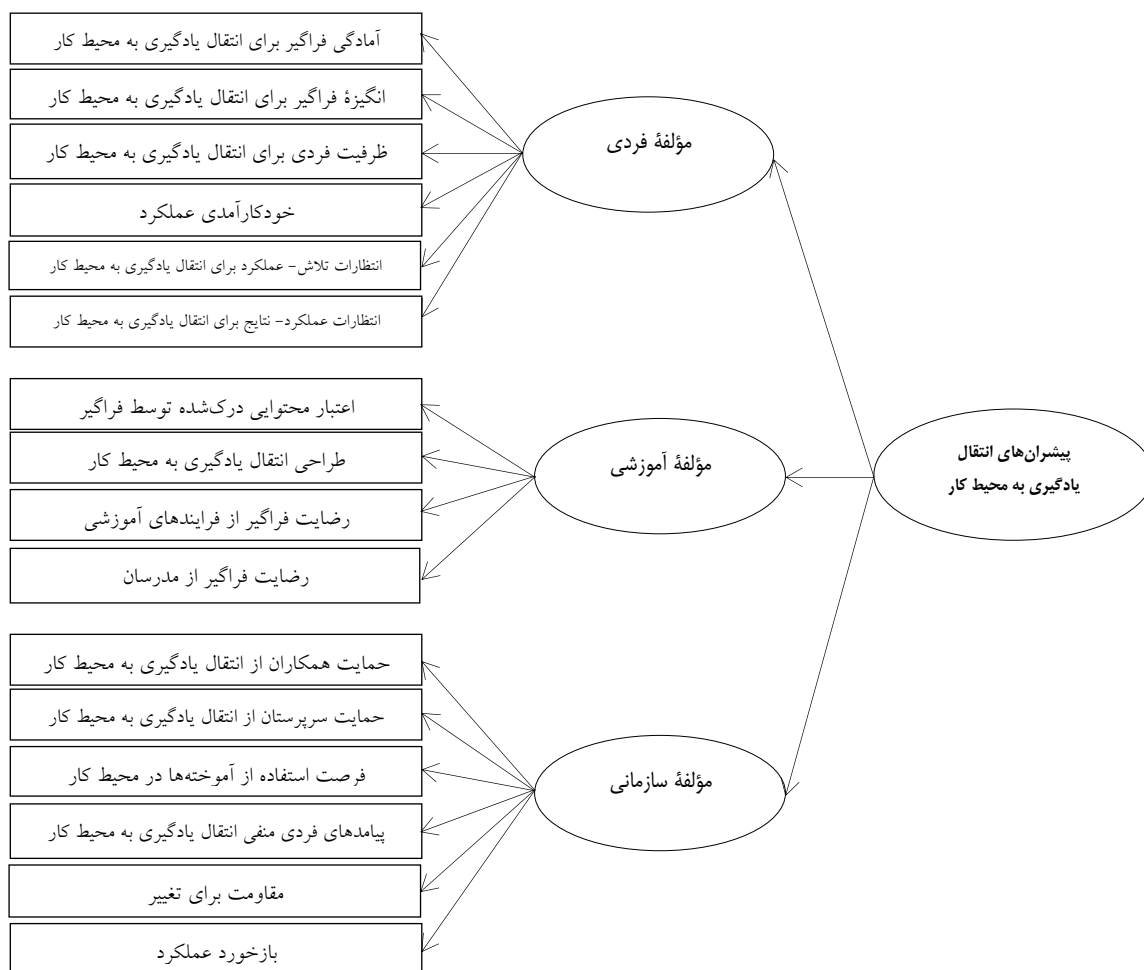 پیشران‌های انتقال
یادگیری به محیط کار
مؤلفۀ فردی
آمادگی فراگیر برای انتقال یادگیری به محیط کار
انگیزۀ فراگیر برای انتقال یادگیری به محیط کار
ظرفیت فردی برای انتقال یادگیری به محیط کار
خودکارآمدی عملکرد
انتظارات تلاش- عملکرد برای انتقال یادگیری به محیط کار
انتظارات عملکرد- نتایج برای انتقال یادگیری به محیط کار
مؤلفۀ آموزشی
اعتبار محتوایی درک‌شده توسط فراگیر
طراحی انتقال یادگیری به محیط کار
رضایت فراگیر از فرایندهای آموزشی
رضایت فراگیر از مدرسان
مؤلفۀ سازمانی
حمایت همکاران از انتقال یادگیری به محیط کار
حمایت سرپرستان از انتقال یادگیری به محیط کار
فرصت استفاده از آموخته‌ها در محیط کار
پیامدهای فردی منفی انتقال یادگیری به محیط کار
مقاومت برای تغییر
بازخورد عملکرد